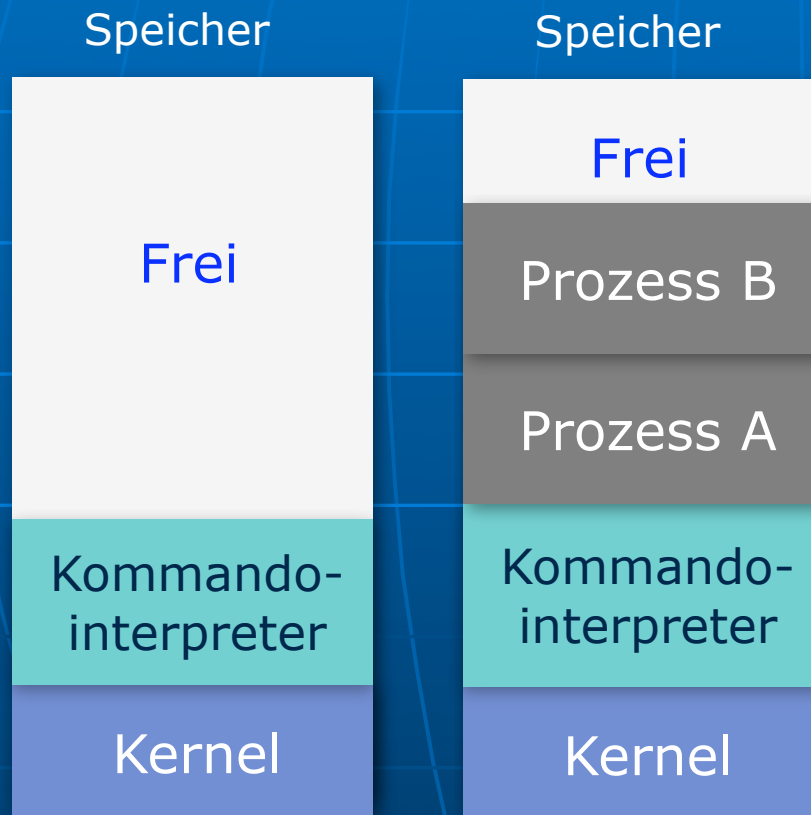 Speicher
Frei
Kommando-
interpreter
Kernel
Speicher
Frei
Prozess B
Prozess A
Kommando-
interpreter
Kernel